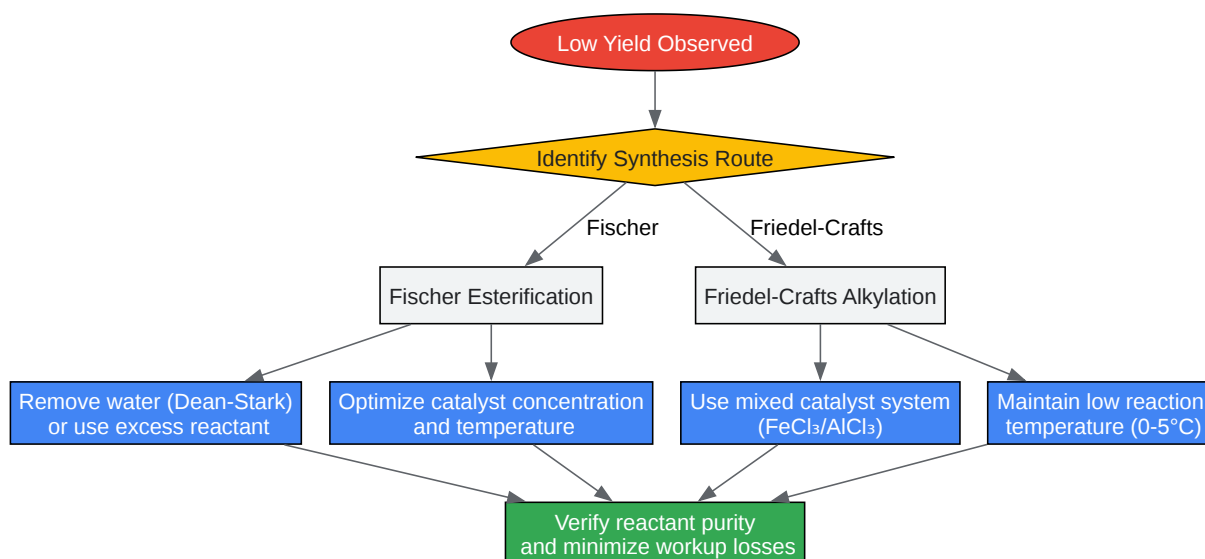 Low Yield Observed
Identify Synthesis Route
Fischer
Friedel-Crafts
Fischer Esterification
Friedel-Crafts Alkylation
Remove water (Dean-Stark)
or use excess reactant
Optimize catalyst concentration
and temperature
Use mixed catalyst system
(FeCl₃/AlCl₃)
Maintain low reaction
temperature (0-5°C)
Verify reactant purity
and minimize workup losses